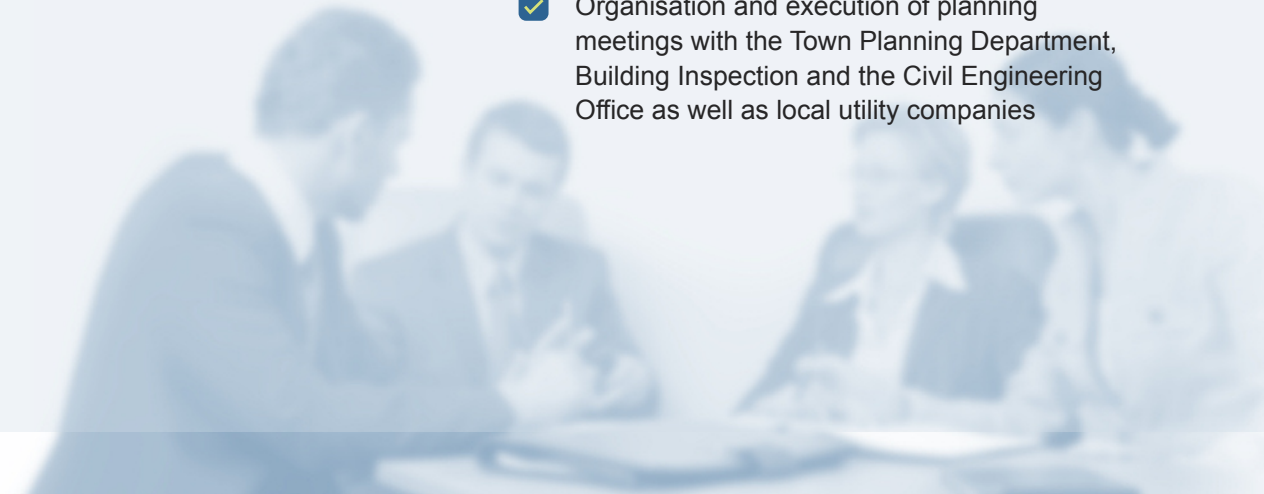 Organisation and execution of planning
meetings with the Town Planning Department,
Building Inspection and the Civil Engineering
Office as well as local utility companies